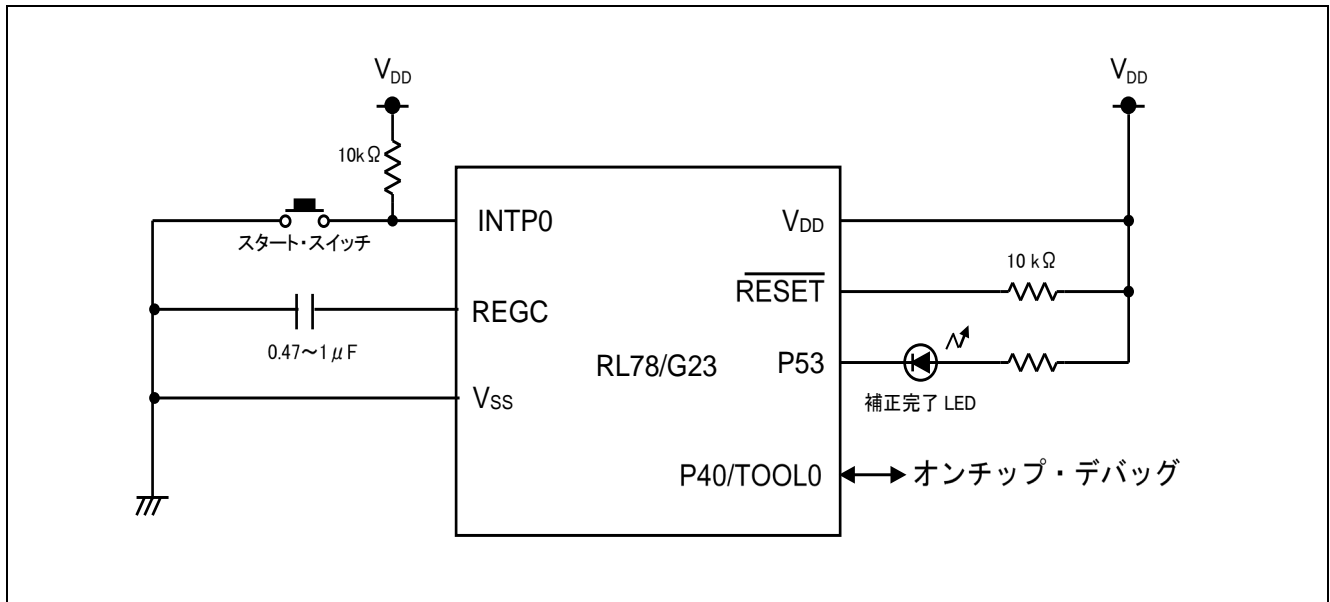 VDD
VDD
10kΩ
INTP0
VDD
スタート・スイッチ
10 kΩ
RESET
REGC
0.47～1μF
RL78/G23
P53
VSS
補正完了 LED
P40/TOOL0
オンチップ・デバッグ